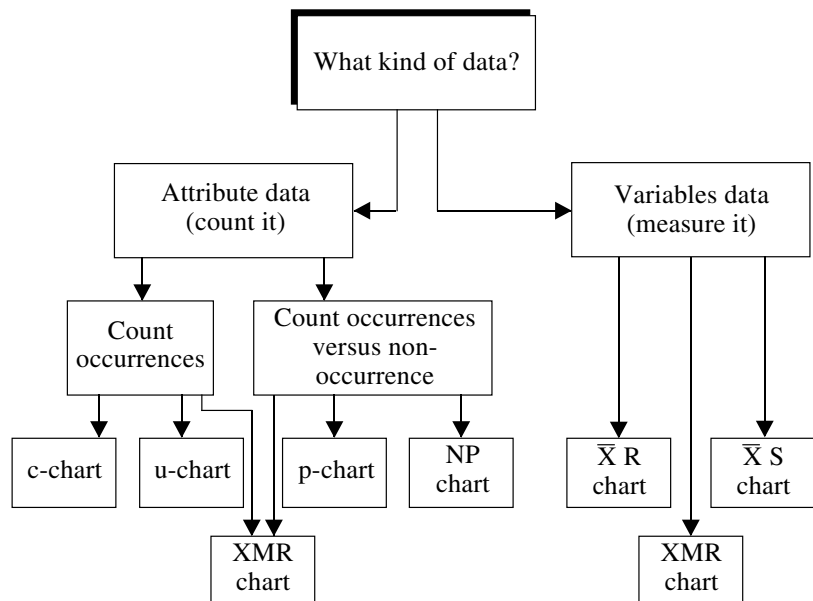 What kind of data?
Attribute data
(count it)
Variables data
(measure it)
Count
occurrences
Count occurrences
versus non-
occurrence
c-chart
u-chart
p-chart
NP
chart
X̅ R
chart
X̅ S
chart
XMR
chart
XMR
chart